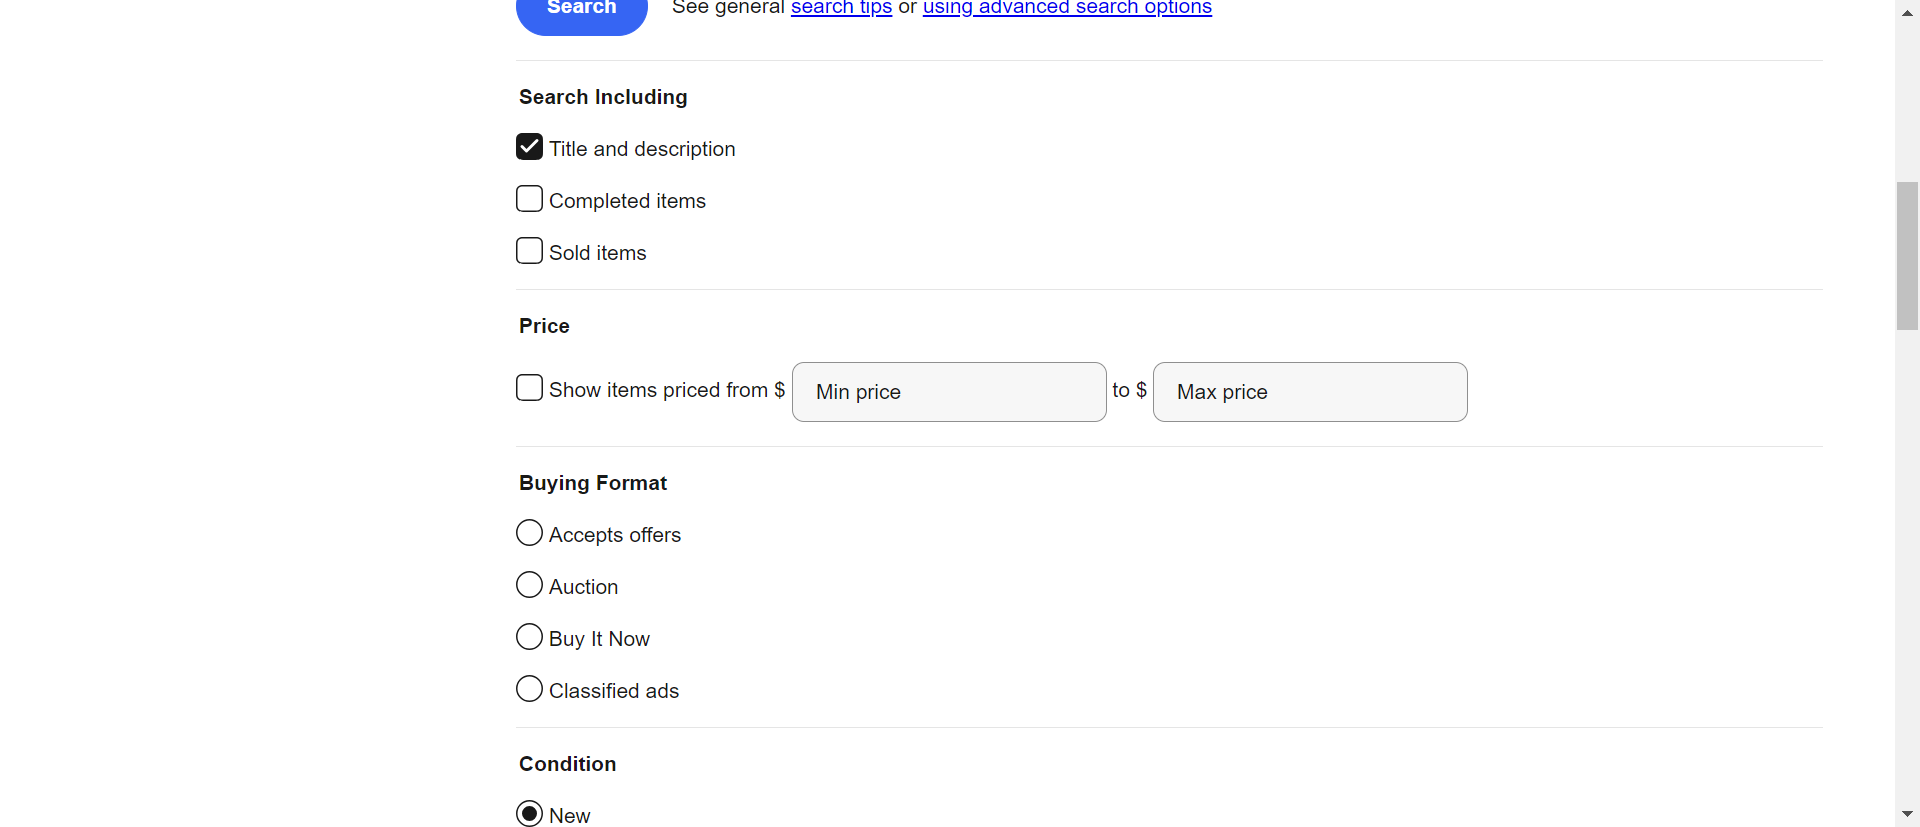 Search See general search tips or using advanced search options
Search Including
Title and description
Completed items
Sold items
Price
Show items priced from $ Min price to $ Max price
Buying Format
Accepts offers
Auction
Buy It Now
Classified ads
Condition
New